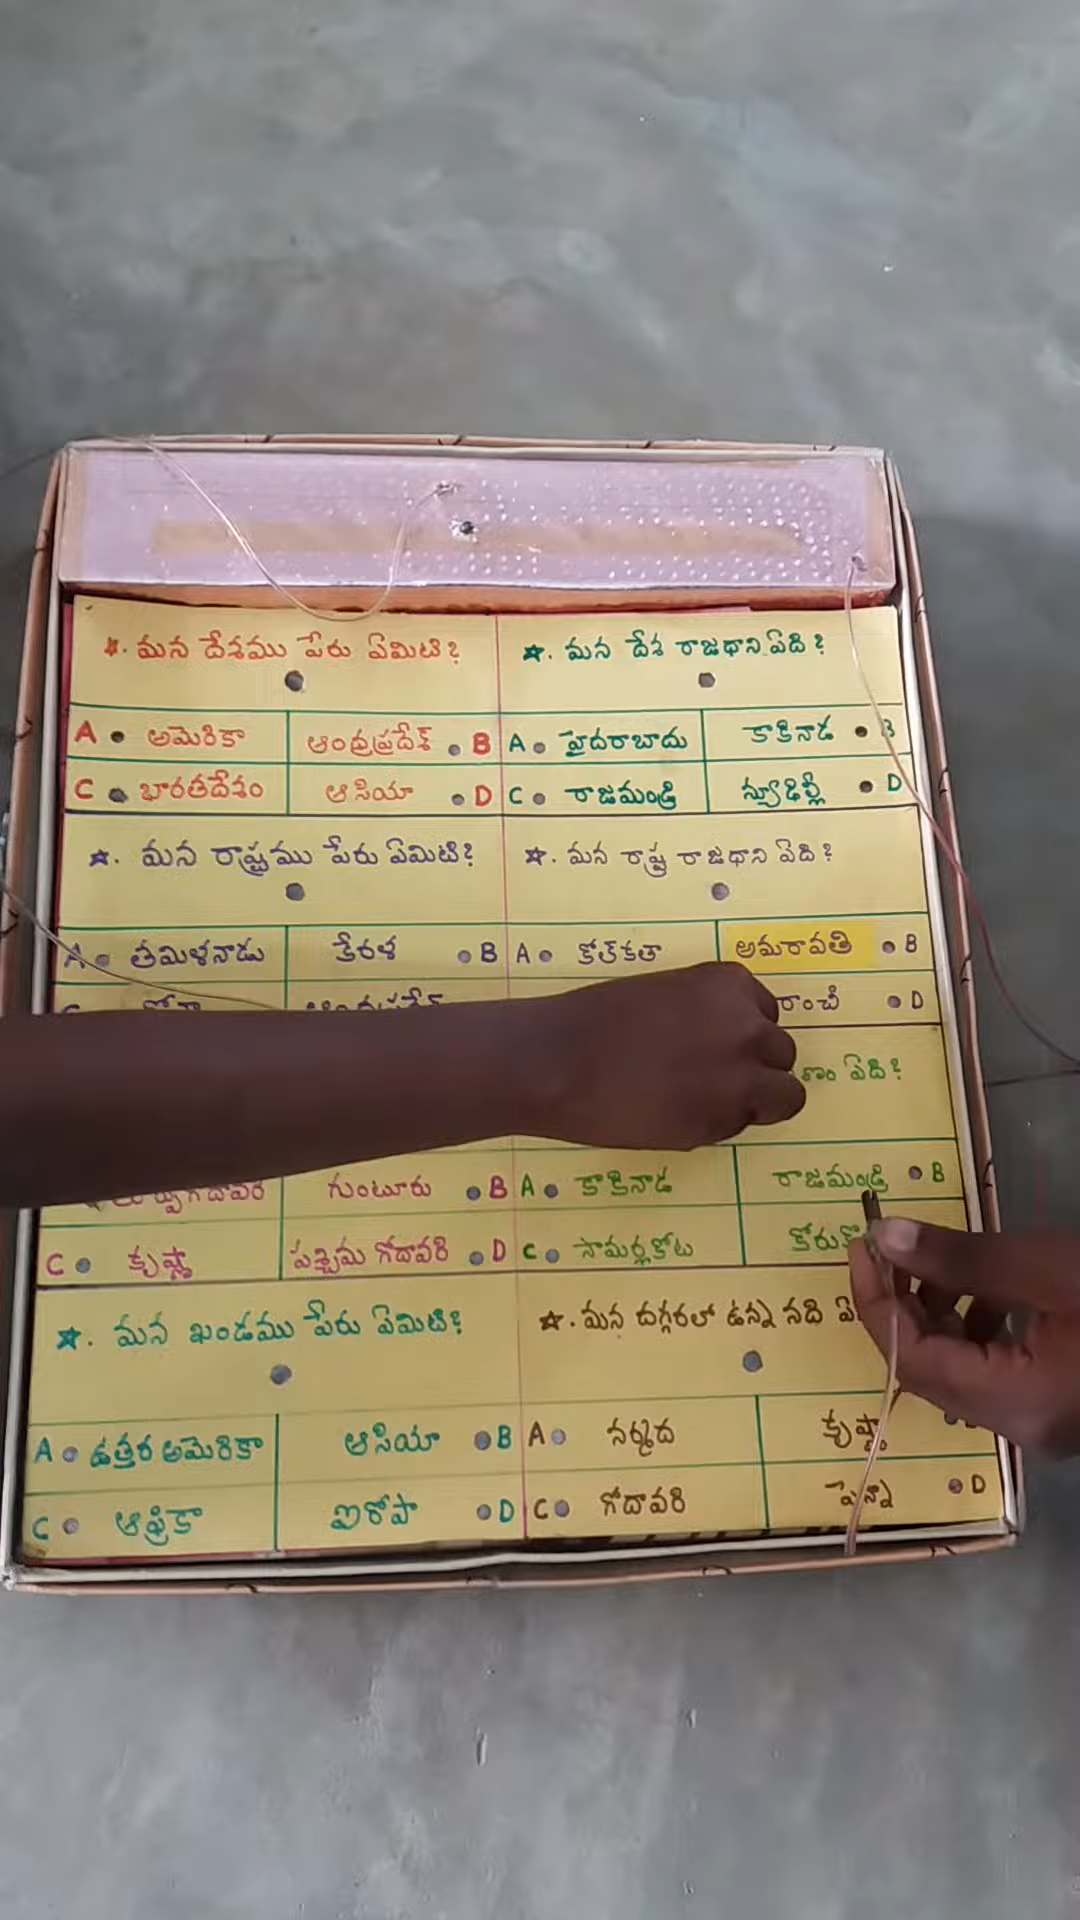 *. మన దేశము పేరు ఏమిటి?
A అమెరికా ఆంధ్రప్రదేశ్ B
C భారతదేశం ఆసియా D
☆. మన దేశ రాజధాని ఏది?
A హైదరాబాదు కాకినాడ B
C రాజమండ్రి న్యూఢిల్లీ D
☆. మన రాష్ట్రము పేరు ఏమిటి?
A తమిళనాడు కేరళ B
☆. మన రాష్ట్ర రాజధాని ఏది?
A కోల్‌కతా అమరావతి B
రాంచీ D
ఏది?
గుంటూరు B
C కృష్ణా పశ్చిమ గోదావరి D
A కాకినాడ రాజమండ్రి B
C సామర్లకోట
☆. మన ఖండము పేరు ఏమిటి?
A ఉత్తర అమెరికా ఆసియా B
C ఆఫ్రికా ఐరోపా D
☆. మన దగ్గరలో ఉన్న నది
A నర్మద కృష్ణా
C గోదావరి పెన్నా D